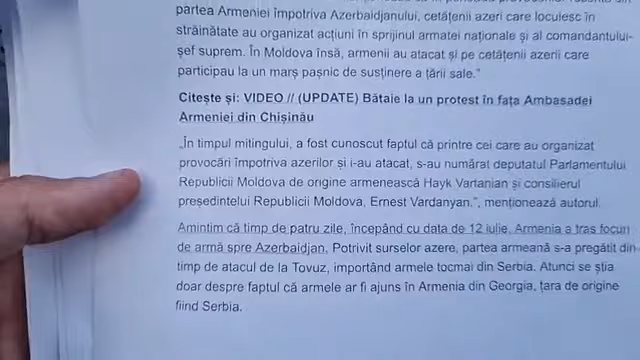 partea Armeniei împotriva Azerbaidjanului, cetățenii azeri care locuiesc în
străinătate au organizat acțiuni în sprijinul armatei naționale și al comandantului-
șef suprem. În Moldova însă, armenii au atacat și pe cetățenii azerii care
participau la un marș pașnic de susținere a țării sale."
Citește și: VIDEO // (UPDATE) Bătaie la un protest în fața Ambasadei
Armeniei din Chișinău
„În timpul mitingului, a fost cunoscut faptul că printre cei care au organizat
provocări împotriva azerilor și i-au atacat, s-au numărat deputatul Parlamentului
Republicii Moldova de origine armenească Hayk Vartanian și consilierul
președintelui Republicii Moldova, Ernest Vardanyan.", menționează autorul.
Amintim că timp de patru zile, începând cu data de 12 iulie, Armenia a tras focuri
de armă spre Azerbaidjan. Potrivit surselor azere, partea armeană s-a pregătit din
timp de atacul de la Tovuz, importând armele tocmai din Serbia. Atunci se știa
doar despre faptul că armele ar fi ajuns în Armenia din Georgia, țara de origine
fiind Serbia.